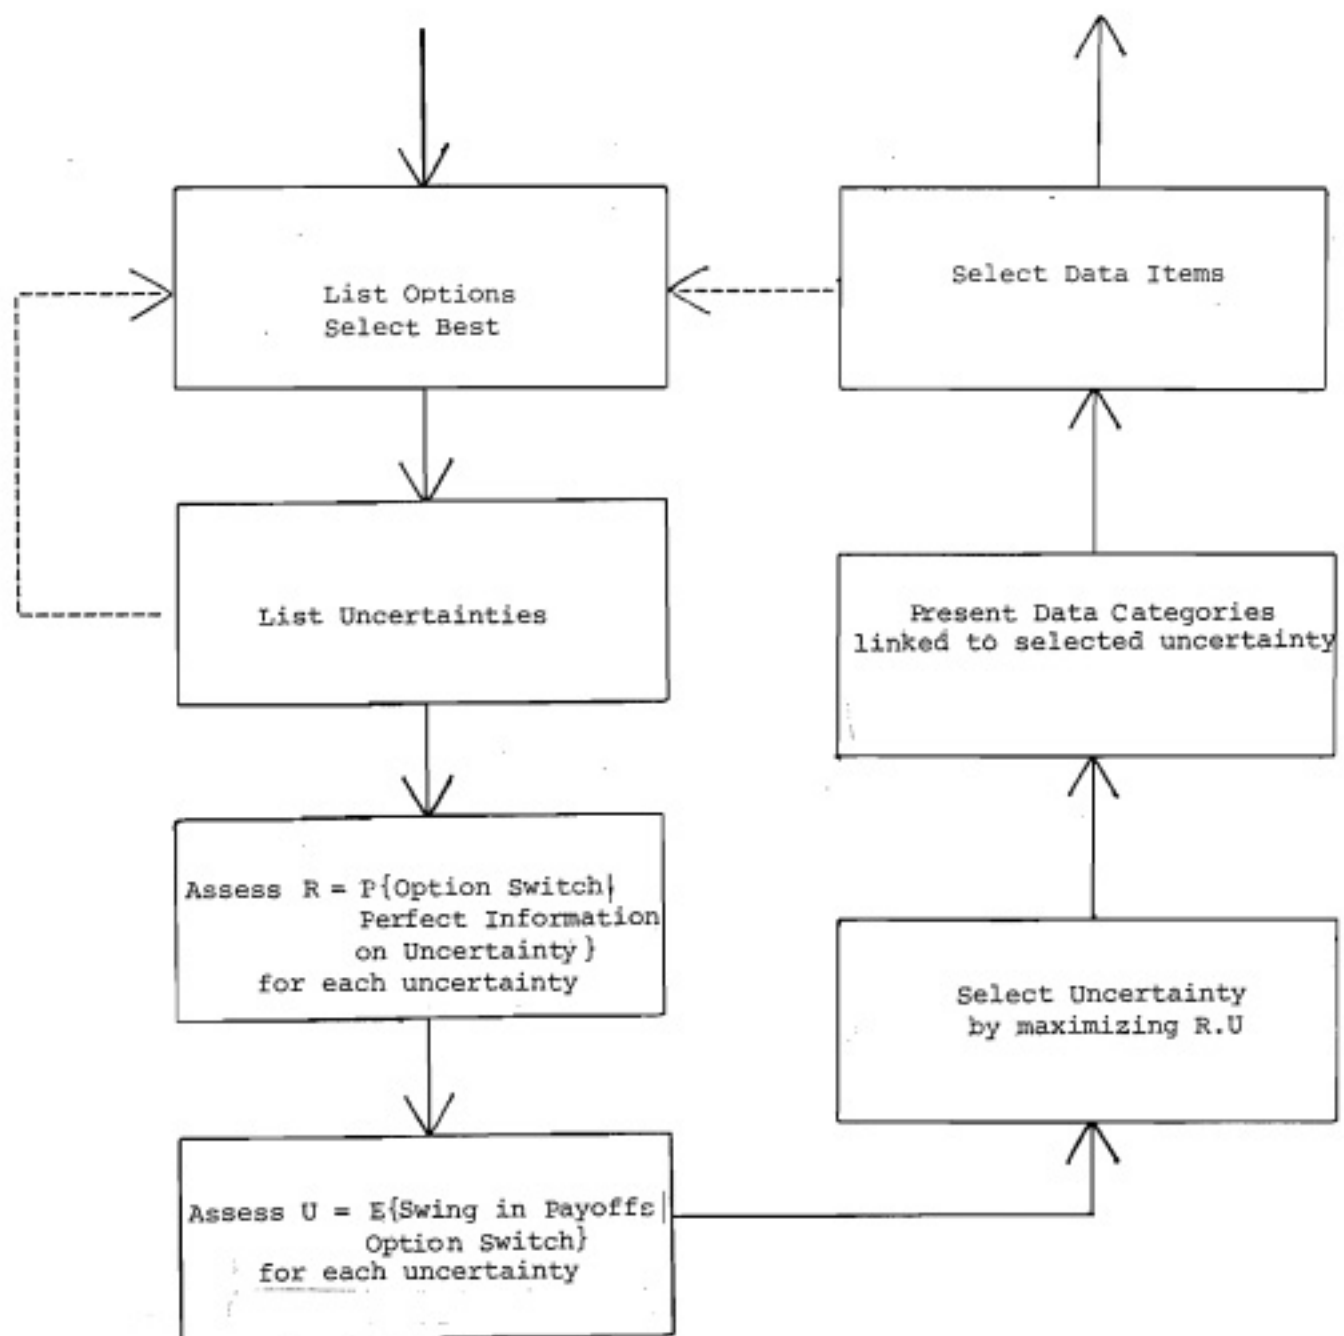 List Options
Select Best
List Uncertainties
Assess R = P{Option Switch|
Perfect Information
on Uncertainty}
for each uncertainty
Assess U = E{Swing in Payoffs|
Option Switch}
for each uncertainty
Select Data Items
Present Data Categories
linked to selected uncertainty
Select Uncertainty
by maximizing R.U